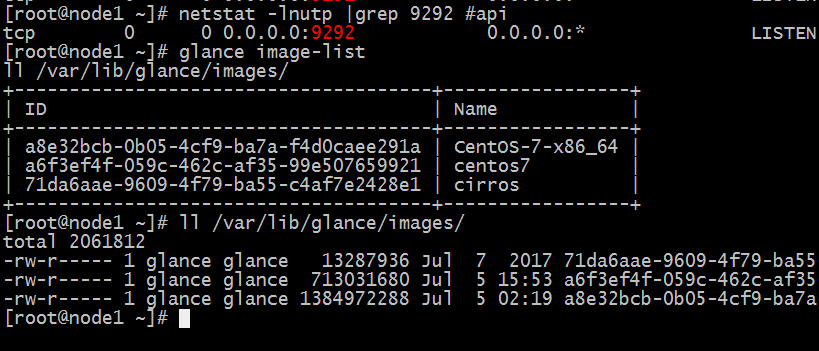 [root@node1 ~]# netstat -lnutp |grep 9292 #api
tcp        0      0 0.0.0.0:9292            0.0.0.0:*               LISTEN
[root@node1 ~]# glance image-list
ll /var/lib/glance/images/
+--------------------------------------+-----------------+
| ID                                   | Name            |
+--------------------------------------+-----------------+
| a8e32bcb-0b05-4cf9-ba7a-f4d0caee291a | CentOS-7-x86_64 |
| a6f3ef4f-059c-462c-af35-99e507659921 | centos7         |
| 71da6aae-9609-4f79-ba55-c4af7e2428e1 | cirros          |
+--------------------------------------+-----------------+
[root@node1 ~]# ll /var/lib/glance/images/
total 2061812
-rw-r----- 1 glance glance   13287936 Jul  7  2017 71da6aae-9609-4f79-ba55
-rw-r----- 1 glance glance  713031680 Jul  5 15:53 a6f3ef4f-059c-462c-af35
-rw-r----- 1 glance glance 1384972288 Jul  5 02:19 a8e32bcb-0b05-4cf9-ba7a
[root@node1 ~]#